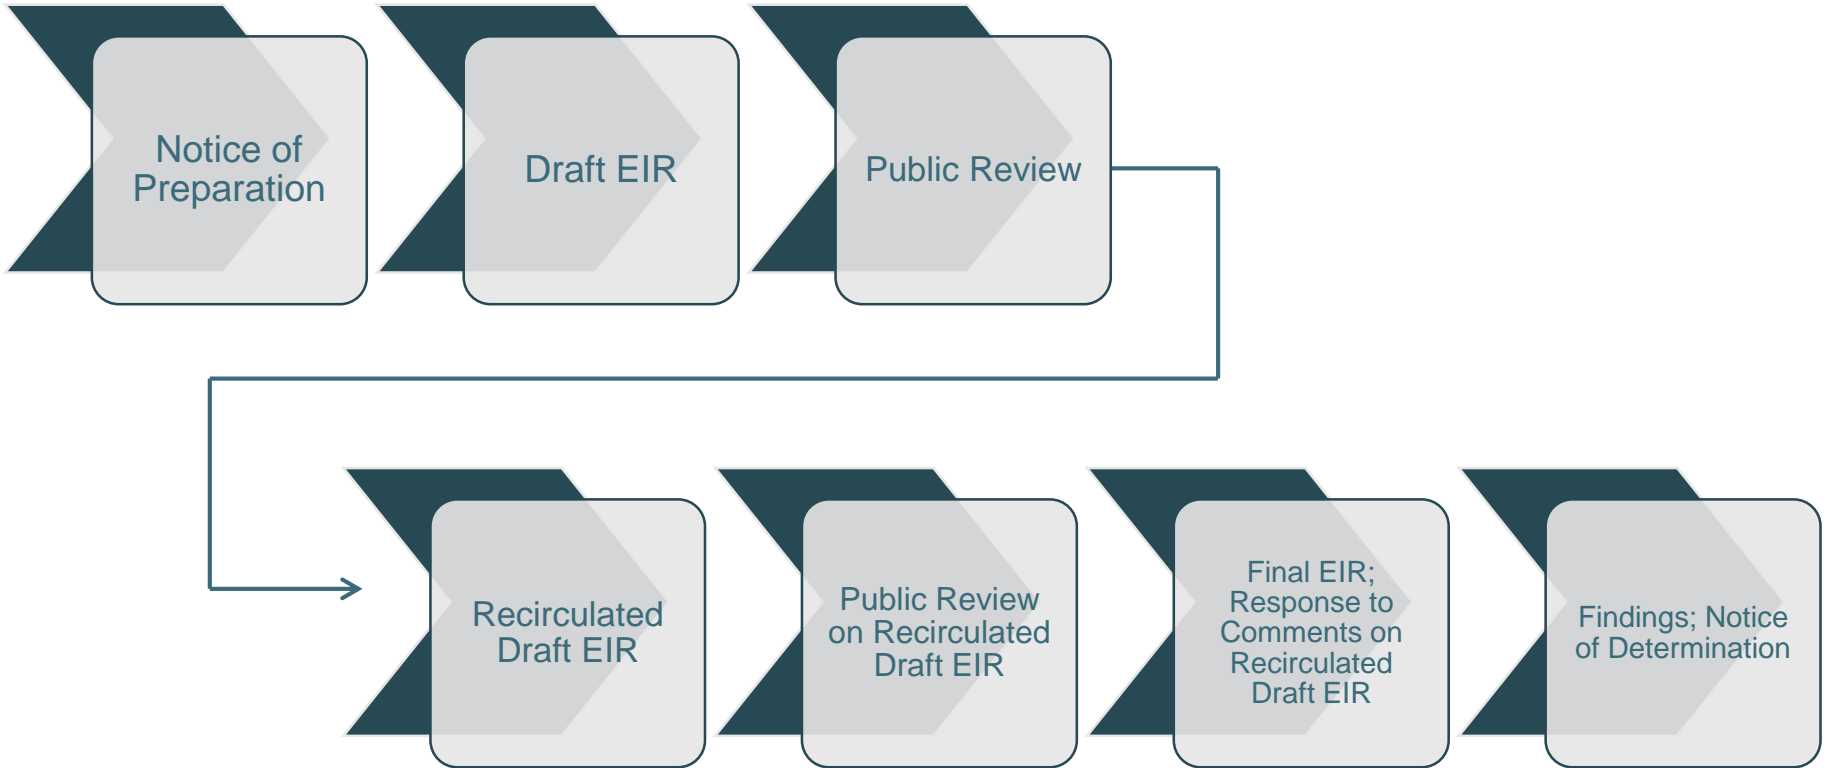 Notice of
Preparation
Draft EIR
Public Review
Recirculated
Draft EIR
Public Review
on Recirculated
Draft EIR
Final EIR;
Response to
Comments on
Recirculated
Draft EIR
Findings; Notice
of Determination